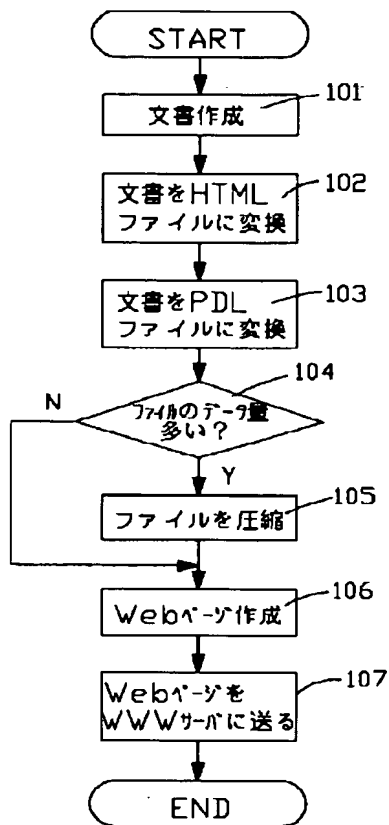 START
101
文書作成
102
文書をHTML
ファイルに変換
103
文書をPDL
ファイルに変換
104
N
ファイルのデータ量
多い?
Y
105
ファイルを圧縮
106
Webページ作成
107
Webページを
WWWサーバに送る
END